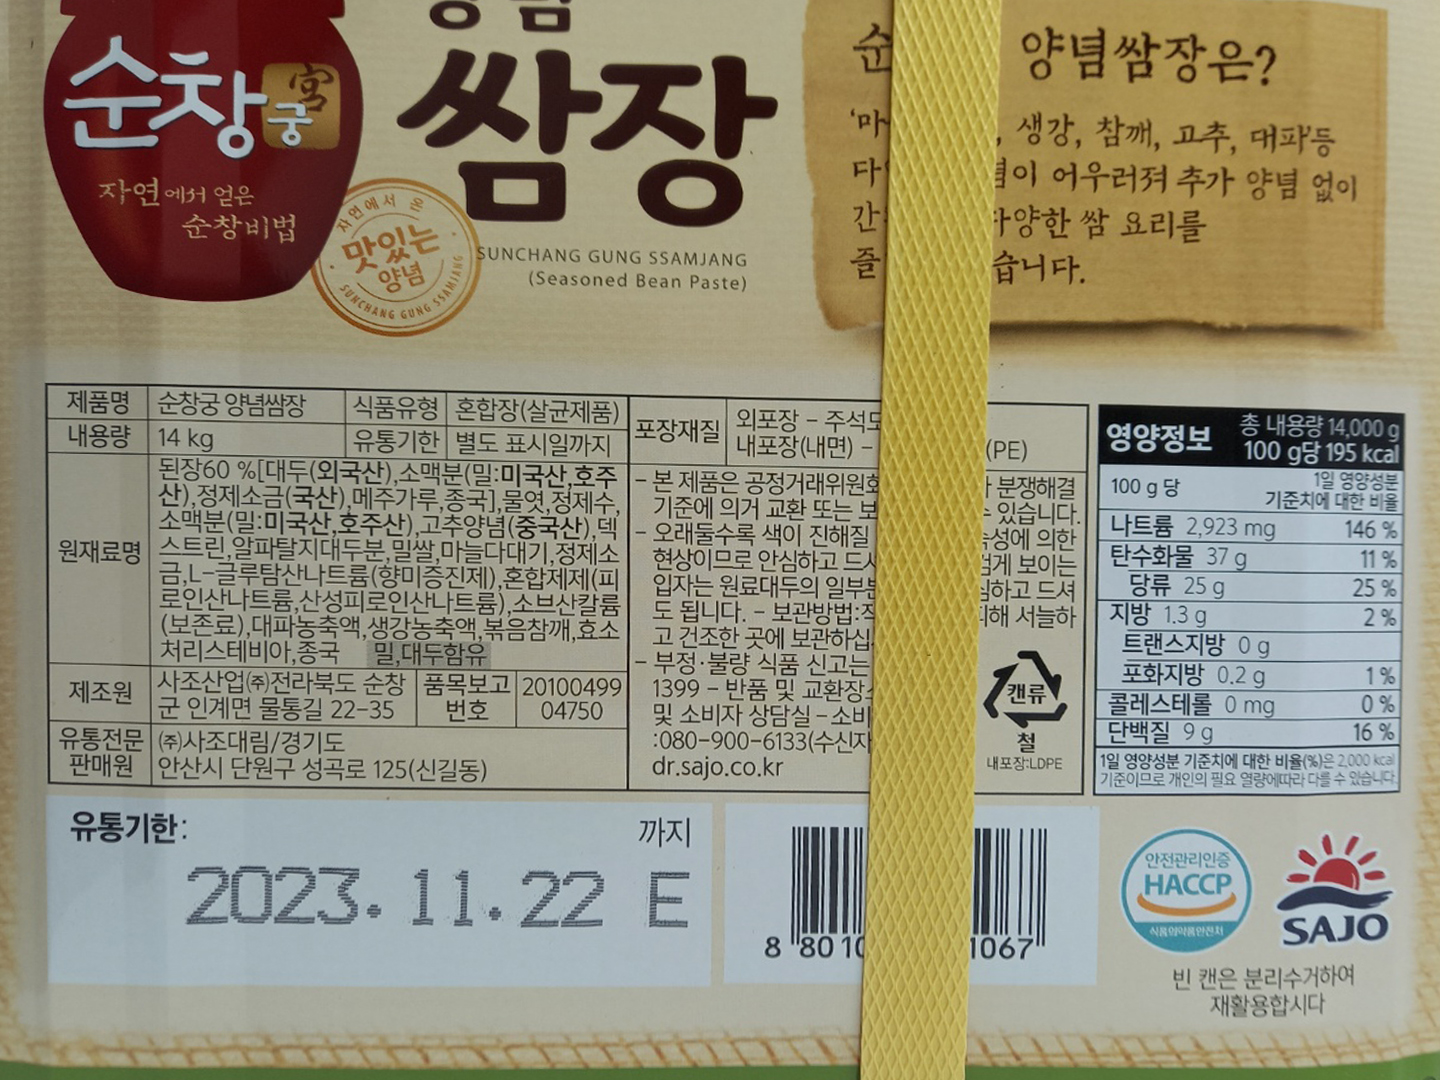 순창궁 宮
자연에서 얻은
순창비법
양념
쌈장
자연에서 온
맛있는
양념
SUNCHANG GUNG SSAMJANG
SUNCHANG GUNG SSAMJANG
(Seasoned Bean Paste)
순 양념쌈장은?
'마 , 생강, 참깨, 고추, 대파'등
다 이 어우러져 추가 양념 없이
간 다양한 쌈 요리를
즐 습니다.
제품명 순창궁 양념쌈장 식품유형 혼합장(살균제품)
내용량 14 kg 유통기한 별도 표시일까지
원재료명
된장60 %[대두(외국산),소맥분(밀:미국산,호주
산),정제소금(국산),메주가루,종국],물엿,정제수,
소맥분(밀:미국산,호주산),고추양념(중국산),덱
스트린,알파탈지대두분,밀쌀,마늘다대기,정제소
금,L-글루탐산나트륨(향미증진제),혼합제제(피
로인산나트륨,산성피로인산나트륨),소브산칼륨
(보존료),대파농축액,생강농축액,볶음참깨,효소
처리스테비아,종국 밀,대두함유
제조원 사조산업㈜전라북도 순창
군 인계면 물통길 22-35
품목보고
번호
20100499
04750
유통전문
판매원
㈜사조대림/경기도
안산시 단원구 성곡로 125(신길동)
포장재질
외포장 - 주석도
내포장(내면) - (PE)
- 본 제품은 공정거래위원회 분쟁해결
기준에 의거 교환 또는 보 있습니다.
- 오래둘수록 색이 진해질 숙성에 의한
현상이므로 안심하고 드시 검게 보이는
입자는 원료대두의 일부분 심하고 드셔
도 됩니다. - 보관방법:직 피해 서늘하
고 건조한 곳에 보관하십
- 부정·불량 식품 신고는
1399 - 반품 및 교환장소
및 소비자 상담실 - 소비
:080-900-6133(수신자
dr.sajo.co.kr
캔류
철
내포장:LDPE
영양정보 총 내용량 14,000 g
100 g당 195 kcal
100 g 당 1일 영양성분
기준치에 대한 비율
나트륨 2,923 mg 146 %
탄수화물 37 g 11 %
당류 25 g 25 %
지방 1.3 g 2 %
트랜스지방 0 g
포화지방 0.2 g 1 %
콜레스테롤 0 mg 0 %
단백질 9 g 16 %
1일 영양성분 기준치에 대한 비율(%)은 2,000 kcal
기준이므로 개인의 필요 열량에따라 다를 수 있습니다.
유통기한: 까지
2023. 11. 22 E
8 80 10 1067
안전관리인증
HACCP
식품의약품안전처
SAJO
빈 캔은 분리수거하여
재활용합시다